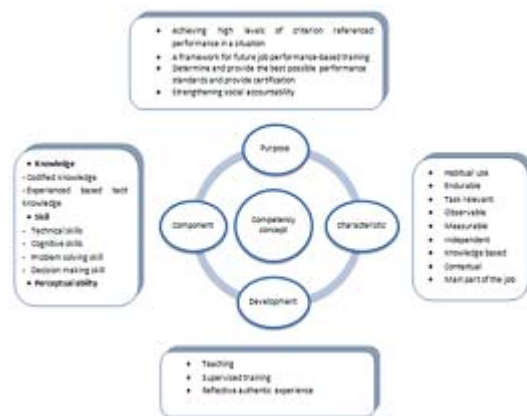 • Achieving high levels of criterion referenced
performance in a situation
• A framework for future job performance-based training
• Determine and provide the best possible performance
standards and provide certification
• Strengthening social accountability
Purpose
• Knowledge
- Codified knowledge
- Experienced based tacit
knowledge
• Skill
- Technical skills
- Cognitive skills
- Problem solving skill
- Decision making skill
• Perceptual ability
Component
Competency
concept
Characteristic
• Habitual use
• Endurable
• Task relevant
• Observable
• Measurable
• Independent
• Knowledge based
• Contextual
• Main part of the job
Development
• Teaching
• Supervised training
• Reflective authentic experience